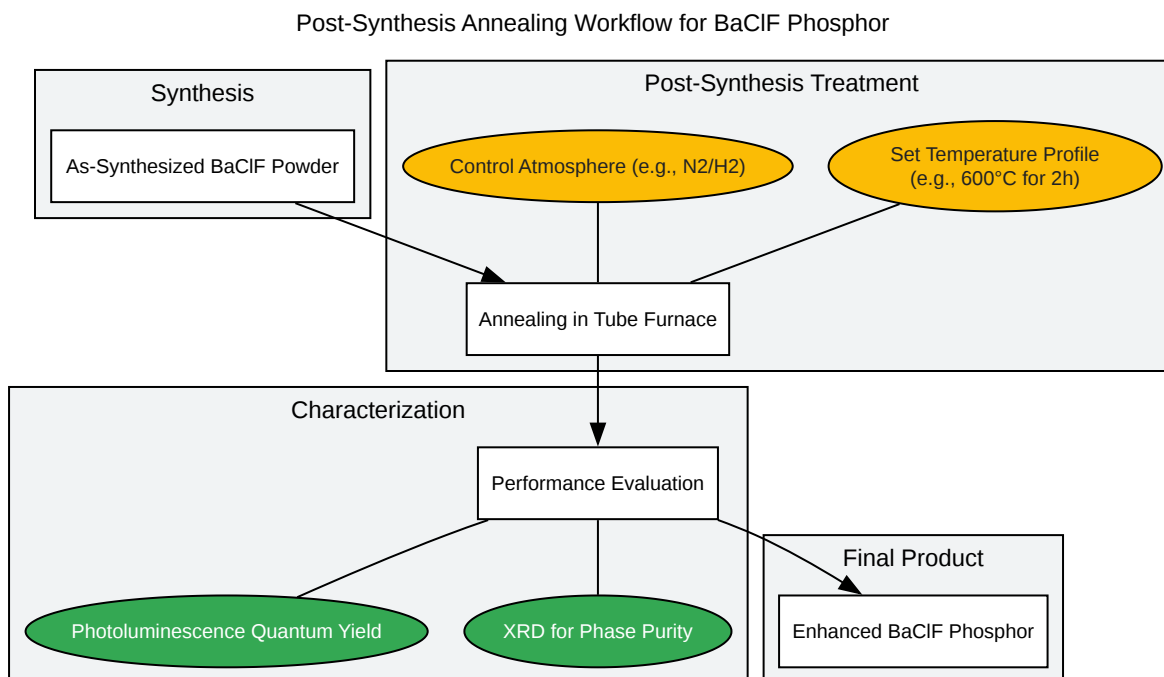 Post-Synthesis Annealing Workflow for BaClF Phosphor
Synthesis
As-Synthesized BaClF Powder
Post-Synthesis Treatment
Control Atmosphere (e.g., N2/H2)
Set Temperature Profile
(e.g., 600°C for 2h)
Annealing in Tube Furnace
Characterization
Performance Evaluation
Photoluminescence Quantum Yield
XRD for Phase Purity
Final Product
Enhanced BaClF Phosphor